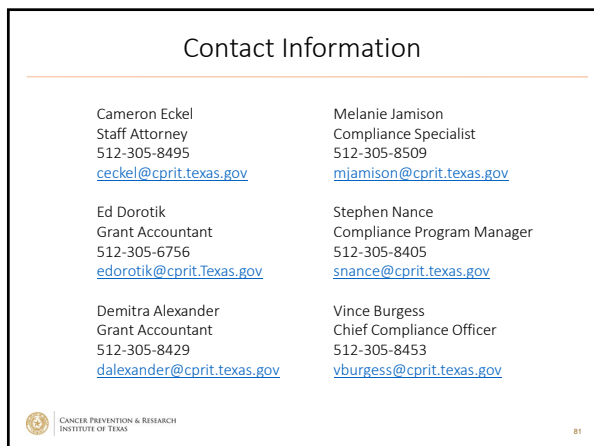 Contact Information
Cameron Eckel
Staff Attorney
512-305-8495
ceckel@cprit.texas.gov
Ed Dorotik
Grant Accountant
512-305-6756
edorotik@cprit.Texas.gov
Demitra Alexander
Grant Accountant
512-305-8429
dalexander@cprit.texas.gov
Melanie Jamison
Compliance Specialist
512-305-8509
mjamison@cprit.texas.gov
Stephen Nance
Compliance Program Manager
512-305-8405
snance@cprit.texas.gov
Vince Burgess
Chief Compliance Officer
512-305-8453
vburgess@cprit.texas.gov
CANCER PREVENTION & RESEARCH
INSTITUTE OF TEXAS
81